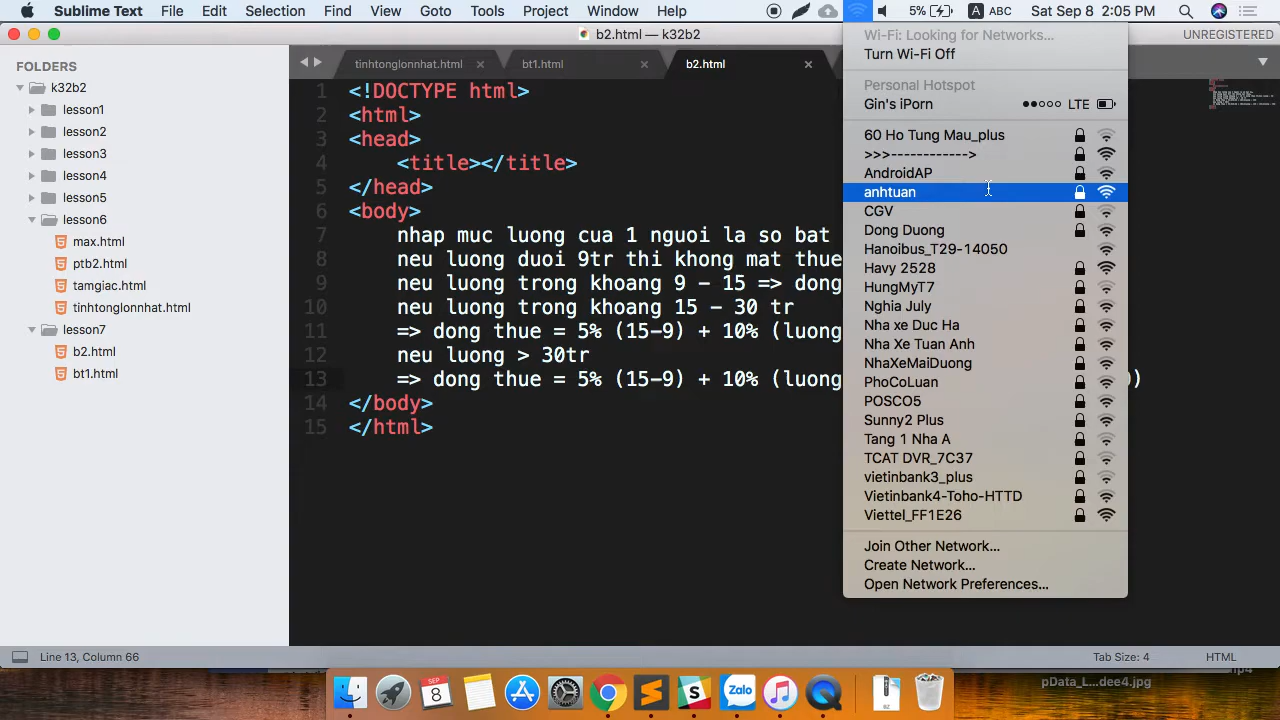 Sublime Text File Edit Selection Find View Goto Tools Project Window Help 5% A ABC Sat Sep 8 2:05 PM
b2.html — k32b2 UNREGISTERED
FOLDERS
k32b2
lesson1
lesson2
lesson3
lesson4
lesson5
lesson6
max.html
ptb2.html
tamgiac.html
tinhtonglonnhat.html
lesson7
b2.html
bt1.html
tinhtonglonnhat.html bt1.html b2.html
1 <!DOCTYPE html>
2 <html>
3 <head>
4 <title></title>
5 </head>
6 <body>
7 nhap muc luong cua 1 nguoi la so bat
8 neu luong duoi 9tr thi khong mat thue
9 neu luong trong khoang 9 - 15 => dong
10 neu luong trong khoang 15 - 30 tr
11 => dong thue = 5% (15-9) + 10% (luong
12 neu luong > 30tr
13 => dong thue = 5% (15-9) + 10% (luong ))
14 </body>
15 </html>
Wi-Fi: Looking for Networks...
Turn Wi-Fi Off
Personal Hotspot
Gin's iPorn LTE
60 Ho Tung Mau_plus
>>>------------>
AndroidAP
anhtuan
CGV
Dong Duong
Hanoibus_T29-14050
Havy 2528
HungMyT7
Nghia July
Nha xe Duc Ha
Nha Xe Tuan Anh
NhaXeMaiDuong
PhoCoLuan
POSCO5
Sunny2 Plus
Tang 1 Nha A
TCAT DVR_7C37
vietinbank3_plus
Vietinbank4-Toho-HTTD
Viettel_FF1E26
Join Other Network...
Create Network...
Open Network Preferences...
Line 13, Column 66 Tab Size: 4 HTML
SEP
8
Zalo
pData_L...dee4.jpg